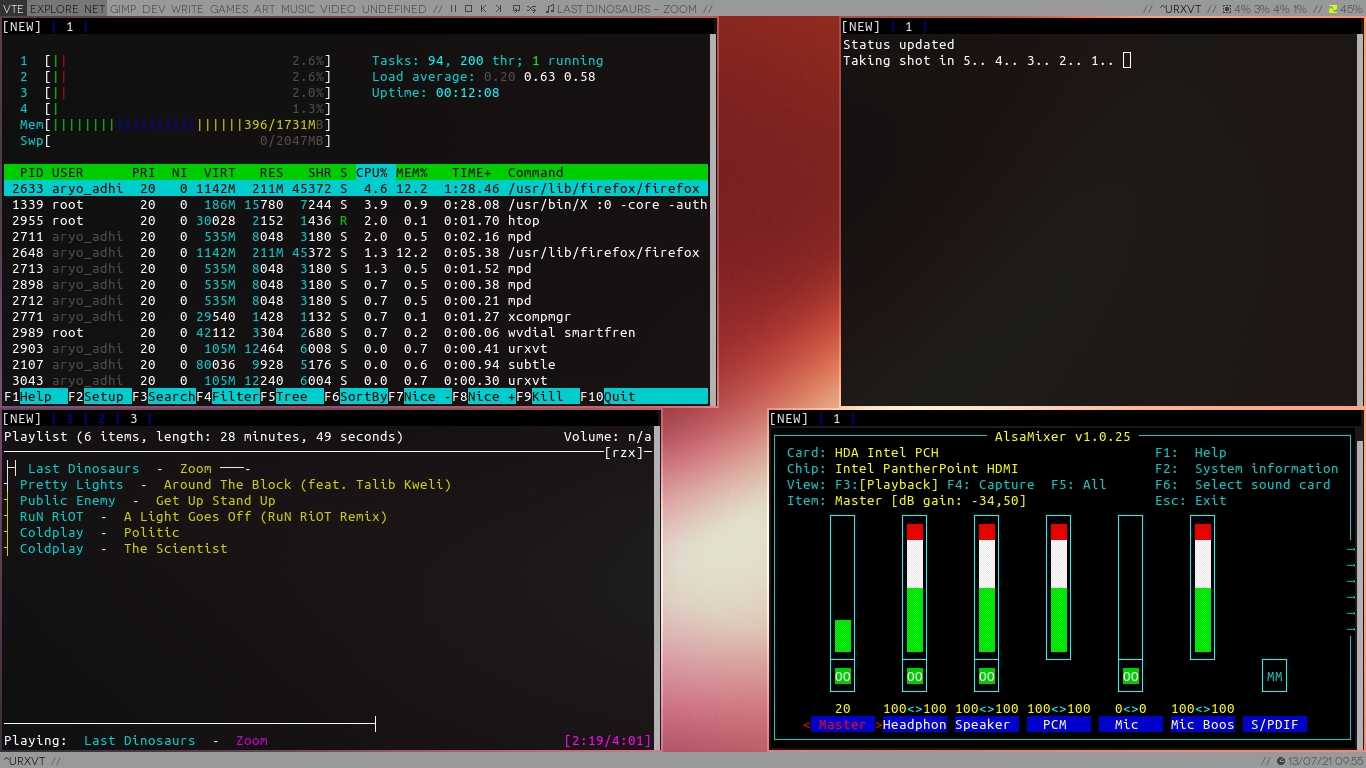 VTE EXPLORE NET GIMP DEV WRITE GAMES ART MUSIC VIDEO UNDEFINED // LAST DINOSAURS - ZOOM // // ^URXVT // 4% 3% 4% 1% // 45%
[NEW] | 1 |
1 [|| 2.6%]
2 [|| 2.6%]
3 [|| 2.0%]
4 [| 1.3%]
Mem[||||||||||||||||||||||||396/1731MB]
Swp[ 0/2047MB]
Tasks: 94, 200 thr; 1 running
Load average: 0.20 0.63 0.58
Uptime: 00:12:08
PID USER PRI NI VIRT RES SHR S CPU% MEM% TIME+ Command
2633 aryo_adhi 20 0 1142M 211M 45372 S 4.6 12.2 1:28.46 /usr/lib/firefox/firefox
1339 root 20 0 186M 15780 7244 S 3.9 0.9 0:28.08 /usr/bin/X :0 -core -auth
2955 root 20 0 30028 2152 1436 R 2.0 0.1 0:01.70 htop
2711 aryo_adhi 20 0 535M 8048 3180 S 2.0 0.5 0:02.16 mpd
2648 aryo_adhi 20 0 1142M 211M 45372 S 1.3 12.2 0:05.38 /usr/lib/firefox/firefox
2713 aryo_adhi 20 0 535M 8048 3180 S 1.3 0.5 0:01.52 mpd
2898 aryo_adhi 20 0 535M 8048 3180 S 0.7 0.5 0:00.38 mpd
2712 aryo_adhi 20 0 535M 8048 3180 S 0.7 0.5 0:00.21 mpd
2771 aryo_adhi 20 0 29540 1428 1132 S 0.7 0.1 0:01.27 xcompmgr
2989 root 20 0 42112 3304 2680 S 0.7 0.2 0:00.06 wvdial smartfren
2903 aryo_adhi 20 0 105M 12464 6008 S 0.0 0.7 0:00.41 urxvt
2107 aryo_adhi 20 0 80036 9928 5176 S 0.0 0.6 0:00.94 subtle
3043 aryo_adhi 20 0 105M 12240 6004 S 0.0 0.7 0:00.30 urxvt
F1Help F2Setup F3SearchF4FilterF5Tree F6SortByF7Nice -F8Nice +F9Kill F10Quit
[NEW] | 1 |
Status updated
Taking shot in 5.. 4.. 3.. 2.. 1..
[NEW] | 1 | 2 | 3 |
Playlist (6 items, length: 28 minutes, 49 seconds) Volume: n/a
[rzx]
Last Dinosaurs - Zoom -
Pretty Lights - Around The Block (feat. Talib Kweli)
Public Enemy - Get Up Stand Up
RuN RiOT - A Light Goes Off (RuN RiOT Remix)
Coldplay - Politic
Coldplay - The Scientist
Playing: Last Dinosaurs - Zoom [2:19/4:01]
[NEW] | 1 |
AlsaMixer v1.0.25
Card: HDA Intel PCH F1: Help
Chip: Intel PantherPoint HDMI F2: System information
View: F3:[Playback] F4: Capture F5: All F6: Select sound card
Item: Master [dB gain: -34,50] Esc: Exit
OO OO OO OO MM
20 100<>100 100<>100 100<>100 0<>0 100<>100
< Master > Headphon Speaker PCM Mic Mic Boos S/PDIF
^URXVT // // 13/07/21 09:55